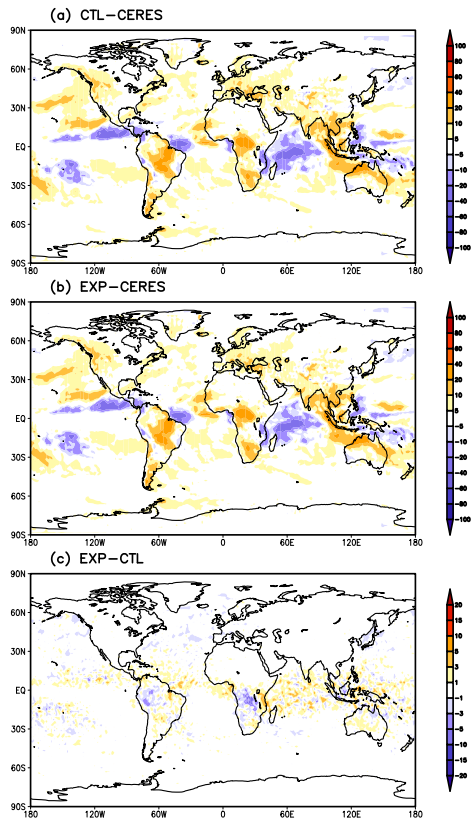 (a) CTL-CERES
90N
60N
30N
EQ
30S
60S
90S
180
120W
60W
0
60E
120E
180
100
80
60
40
20
10
5
-5
-10
-20
-40
-60
-80
-100
(b) EXP-CERES
90N
60N
30N
EQ
30S
60S
90S
180
120W
60W
0
60E
120E
180
100
80
60
40
20
10
5
-5
-10
-20
-40
-60
-80
-100
(c) EXP-CTL
90N
60N
30N
EQ
30S
60S
90S
180
120W
60W
0
60E
120E
180
20
15
10
5
3
1
-1
-3
-5
-10
-15
-20